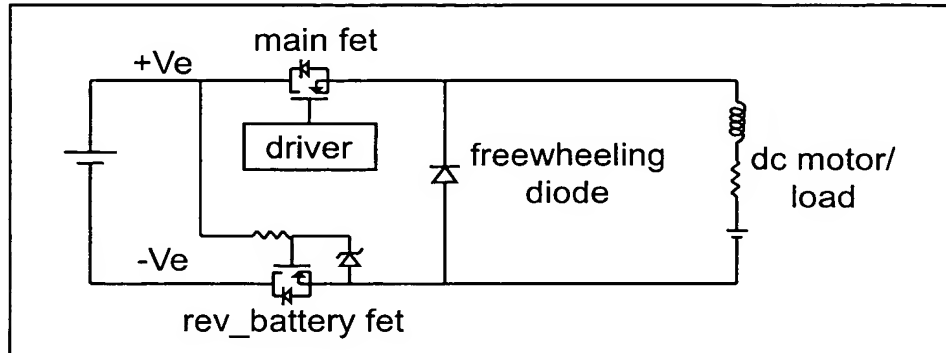 main fet
+Ve
driver
freewheeling
diode
dc motor/
load
-Ve
rev_battery fet